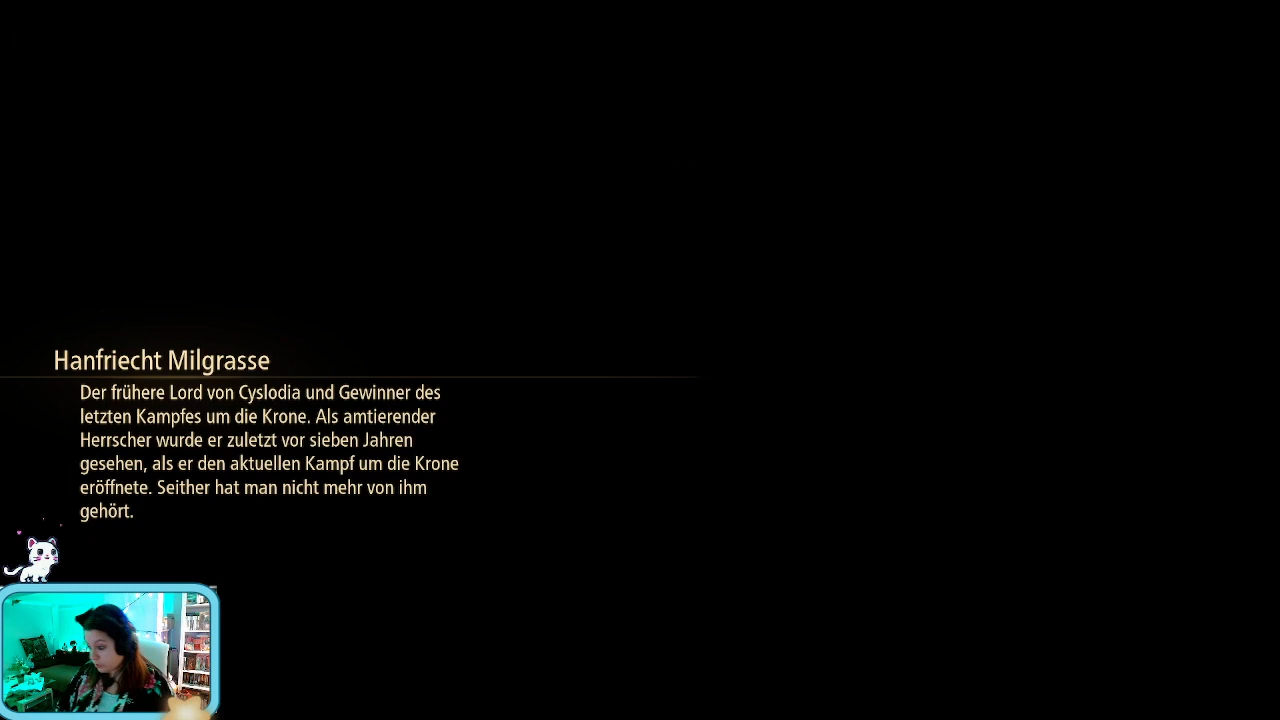 Hanfriecht Milgrasse
Der frühere Lord von Cyslodia und Gewinner des
letzten Kampfes um die Krone. Als amtierender
Herrscher wurde er zuletzt vor sieben Jahren
gesehen, als er den aktuellen Kampf um die Krone
eröffnete. Seither hat man nicht mehr von ihm
gehört.